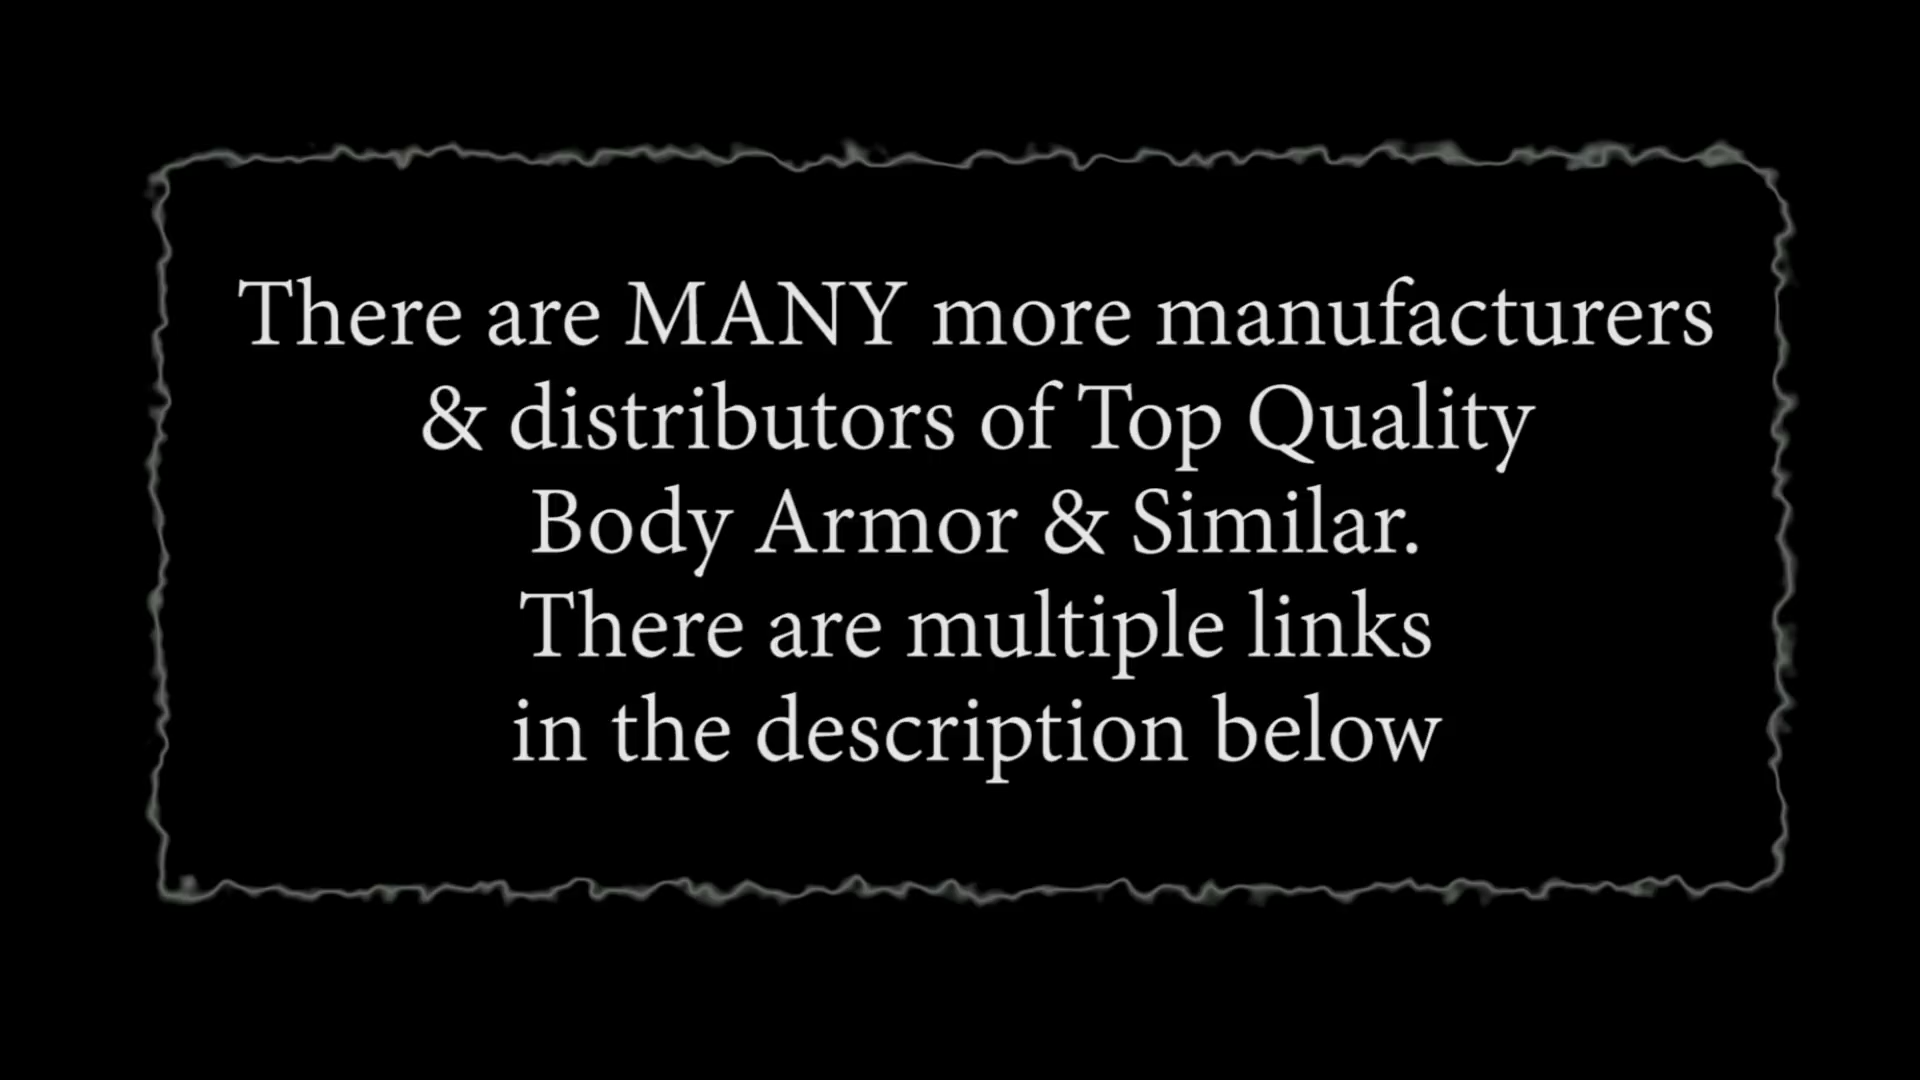 There are MANY more manufacturers
& distributors of Top Quality
Body Armor & Similar.
There are multiple links
in the description below